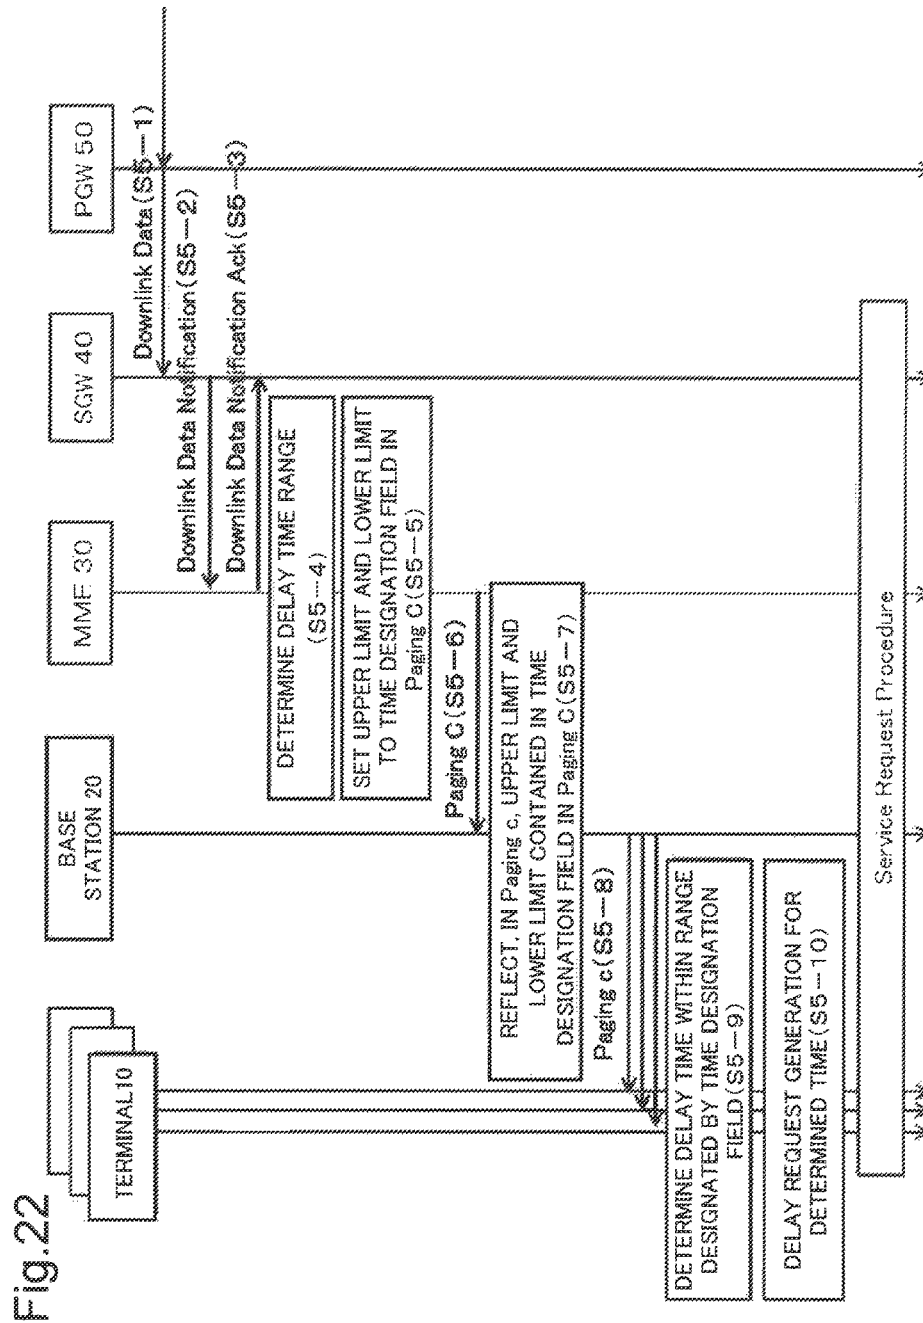 Fig.22
TERMINAL10
BASE
STATION 20
MME 30
SGW 40
PGW 50
Downlink Data(S5—1)
Downlink Data Notification(S5—2)
Downlink Data Notification Ack(S5—3)
DETERMINE DELAY TIME RANGE
(S5—4)
SET UPPER LIMIT AND LOWER LIMIT
TO TIME DESIGNATION FIELD IN
Paging C(S5—5)
Paging C(S5—6)
REFLECT, IN Paging c, UPPER LIMIT AND
LOWER LIMIT CONTAINED IN TIME
DESIGNATION FIELD IN Paging C(S5—7)
Paging c(S5—8)
DETERMINE DELAY TIME WITHIN RANGE
DESIGNATED BY TIME DESIGNATION
FIELD(S5—9)
DELAY REQUEST GENERATION FOR
DETERMINED TIME(S5—10)
Service Request Procedure